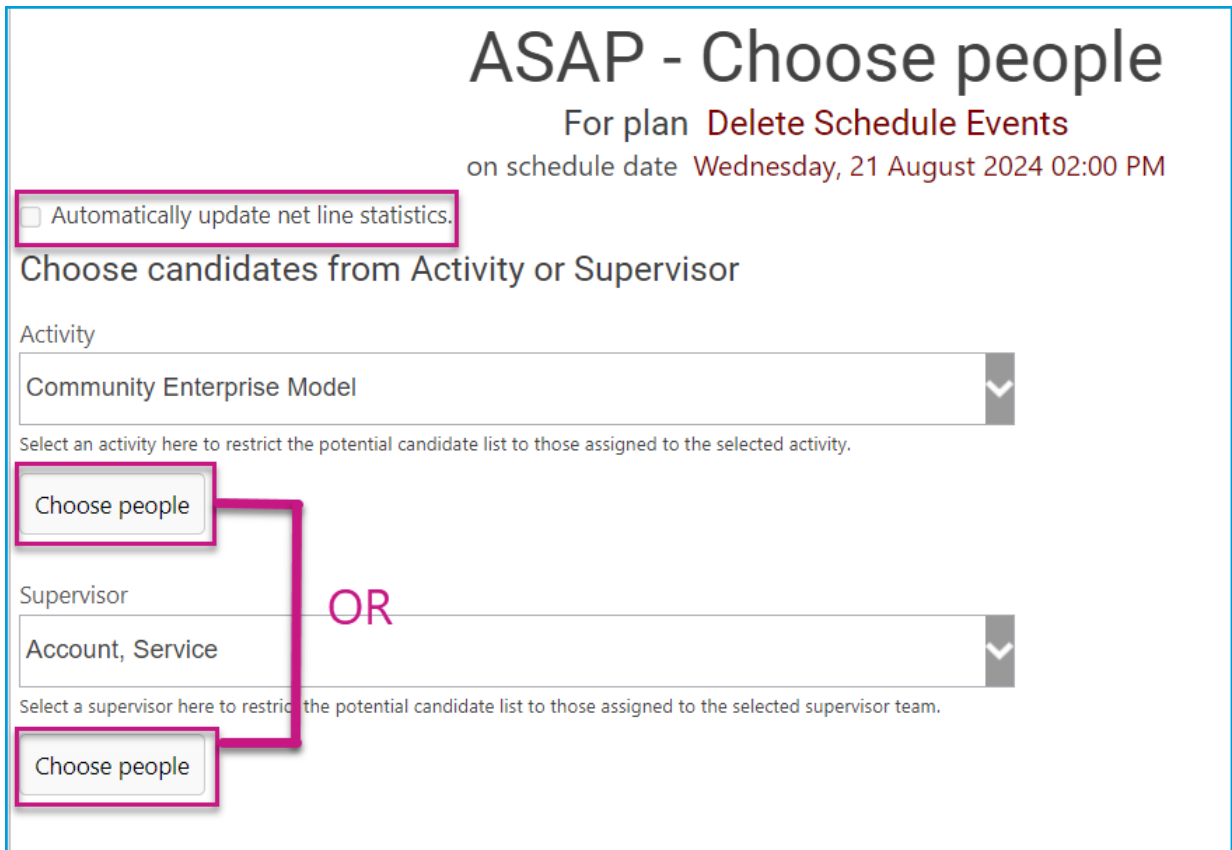 ASAP - Choose people
For plan Delete Schedule Events
on schedule date Wednesday, 21 August 2024 02:00 PM
Automatically update net line statistics.
Choose candidates from Activity or Supervisor
Activity
Community Enterprise Model
Select an activity here to restrict the potential candidate list to those assigned to the selected activity.
Choose people
OR
Supervisor
Account, Service
Select a supervisor here to restrict the potential candidate list to those assigned to the selected supervisor team.
Choose people